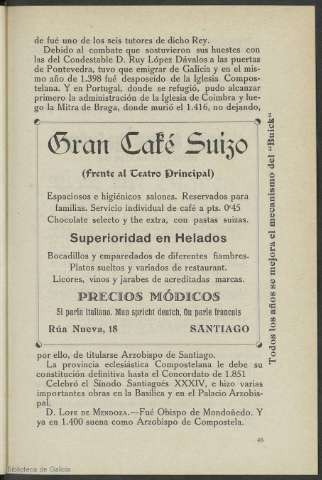 de fué uno de los seis tutores de dicho Rey.
Debido al combate que sostuvieron sus huestes con
las del Condestable D. Ruy López Dávalos a las puertas
de Pontevedra, tuvo que emigrar de Galicia y en el mis-
mo año de 1.398 fué desposeído de la Iglesia Compos-
telana. Y en Portugal, donde se refugió, pudo alcanzar
primero la administración de la Iglesia de Coimbra y lue-
go la Mitra de Braga, donde murió el 1.416, no dejando,
Gran Café Suizo
(frente al Teatro Principal)
Espaciosos e higiénicos salones. Reservados para
familias. Servicio individual de café a pts. 0'45
Chocolate selecto y the extra, con pastas suizas.
Superioridad en Helados
Bocadillos y emparedados de diferentes fiambres.
Platos sueltos y variados de restaurant.
Licores, vinos y jarabes de acreditadas marcas.
PRECIOS MÓDICOS
Si parla italiano. Man spricht deutch. On parle francais
Rúa Nueva, 18 SANTIAGO
Todos los años se mejora el mecanismo del "Buick"
por ello, de titularse Arzobispo de Santiago.
La provincia eclesiástica Compostelana le debe su
constitución definitiva hasta el Concordato de 1.851
Celebró el Sínodo Santiagués XXXIV, e hizo varias
importantes obras en la Basílica y en el Palacio Arzobis-
pal.
D. LOPE DE MENDOZA.—Fué Obispo de Mondoñedo. Y
ya en 1.400 suena como Arzobispo de Compostela.
Biblioteca de Galicia